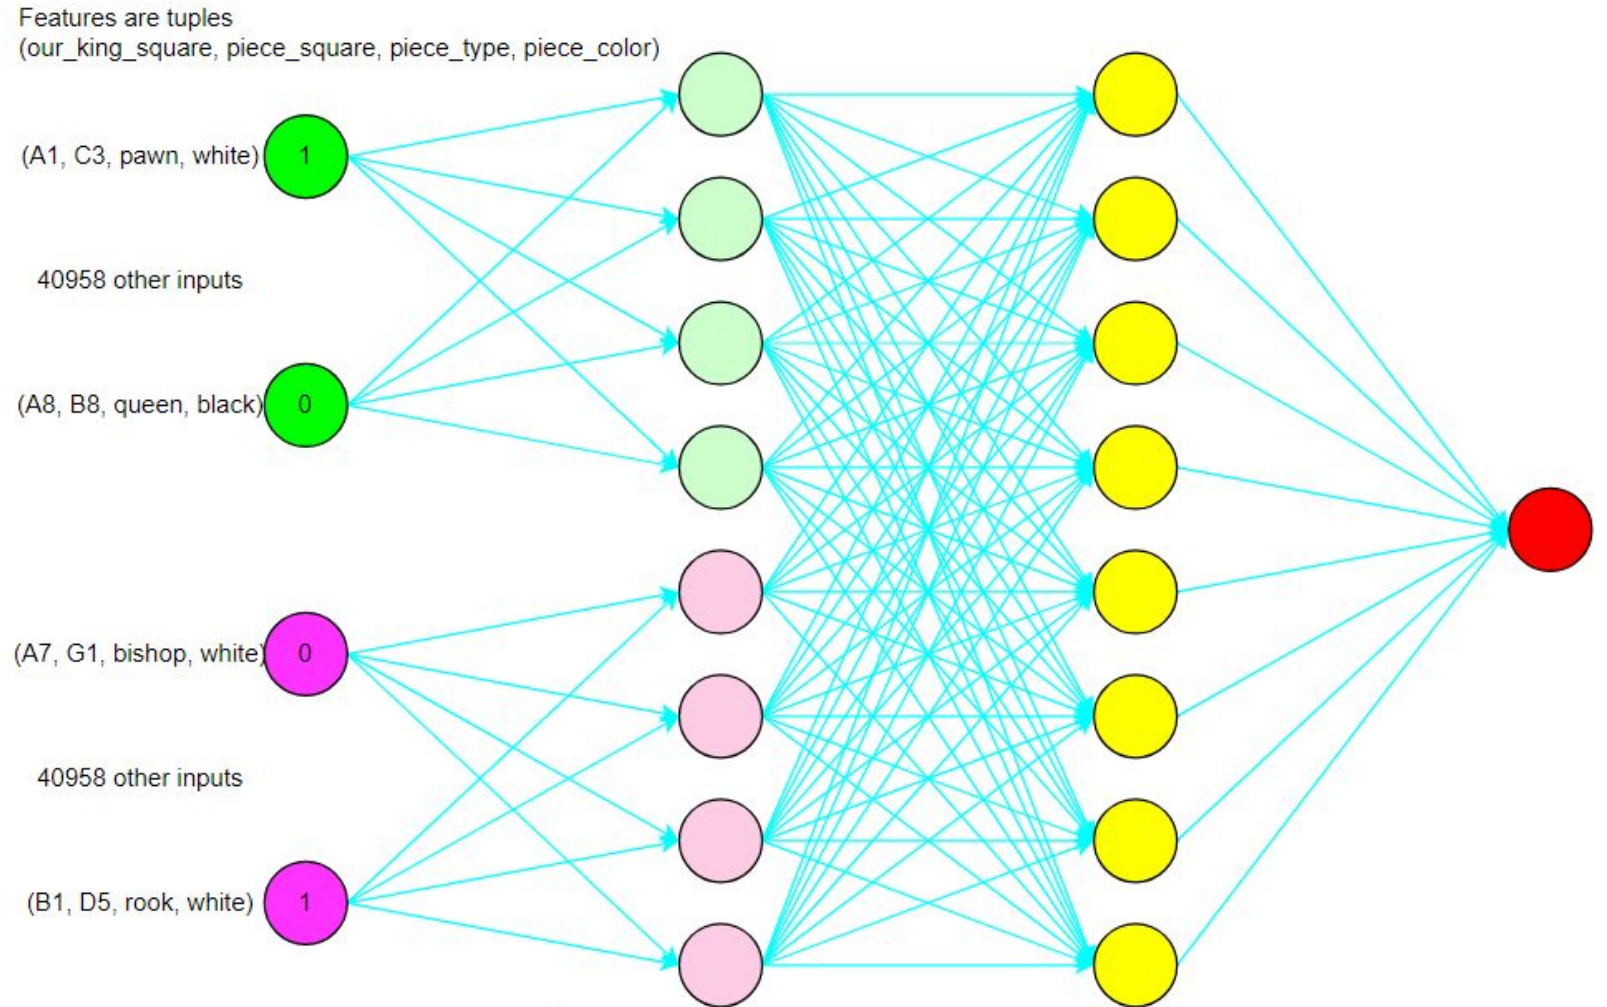 Features are tuples
(our_king_square, piece_square, piece_type, piece_color)
(A1, C3, pawn, white)
1
40958 other inputs
(A8, B8, queen, black)
0
(A7, G1, bishop, white)
0
40958 other inputs
(B1, D5, rook, white)
1